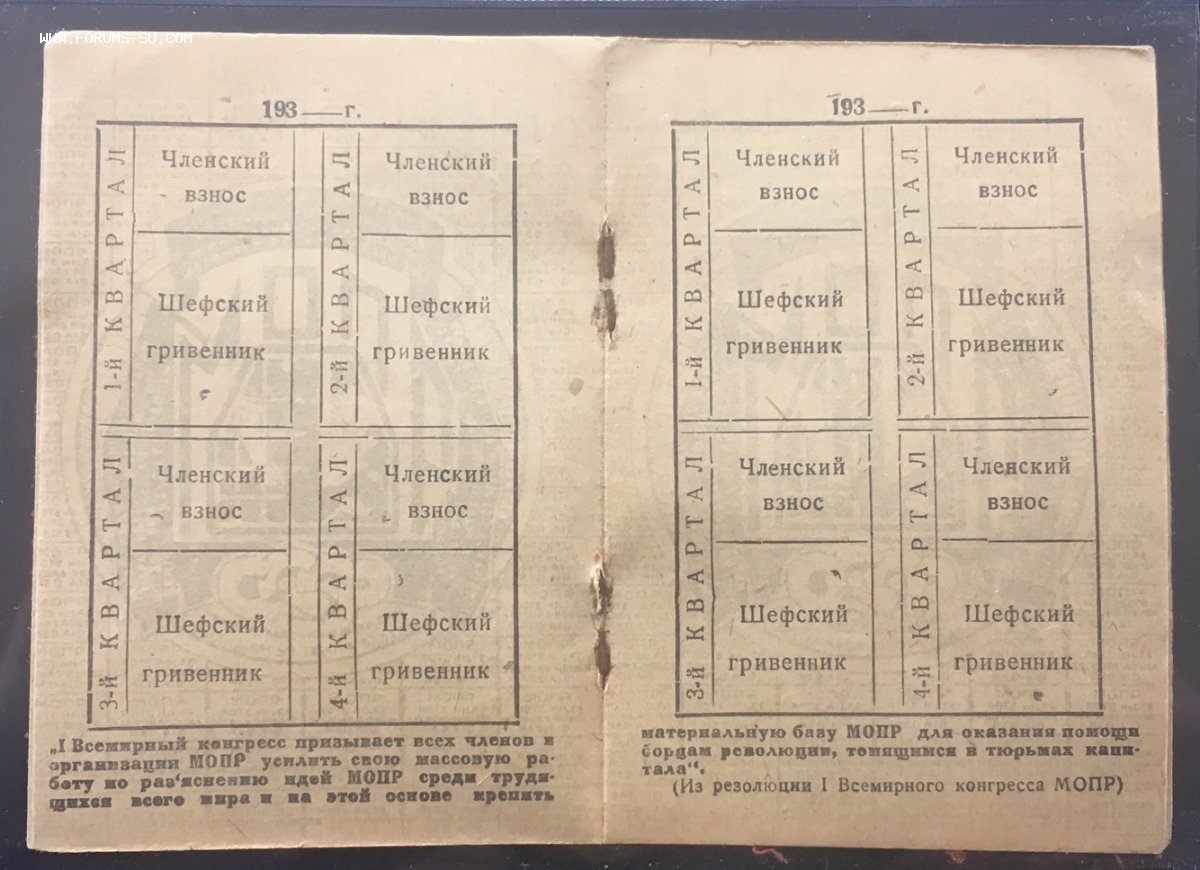 WWW.FORUMS-SU.COM
193 г.
1-й КВАРТАЛ
Членский
взнос
Шефский
гривенник
2-й КВАРТАЛ
Членский
взнос
Шефский
гривенник
3-й КВАРТАЛ
Членский
взнос
Шефский
гривенник
4-й КВАРТАЛ
Членский
взнос
Шефский
гривенник
„I Всемирный конгресс призывает всех членов и
организации МОПР усилить свою массовую ра-
боту по раз'яснению идей МОПР среди трудя-
щихся всего мира и на этой основе крепить
193 г.
1-й КВАРТАЛ
Членский
взнос
Шефский
гривенник
2-й КВАРТАЛ
Членский
взнос
Шефский
гривенник
3-й КВАРТАЛ
Членский
взнос
Шефский
гривенник
4-й КВАРТАЛ
Членский
взнос
Шефский
гривенник
материальную базу МОПР для оказания помощи
борцам революции, томящимся в тюрьмах капи-
тала“.
(Из резолюции I Всемирного конгресса МОПР)